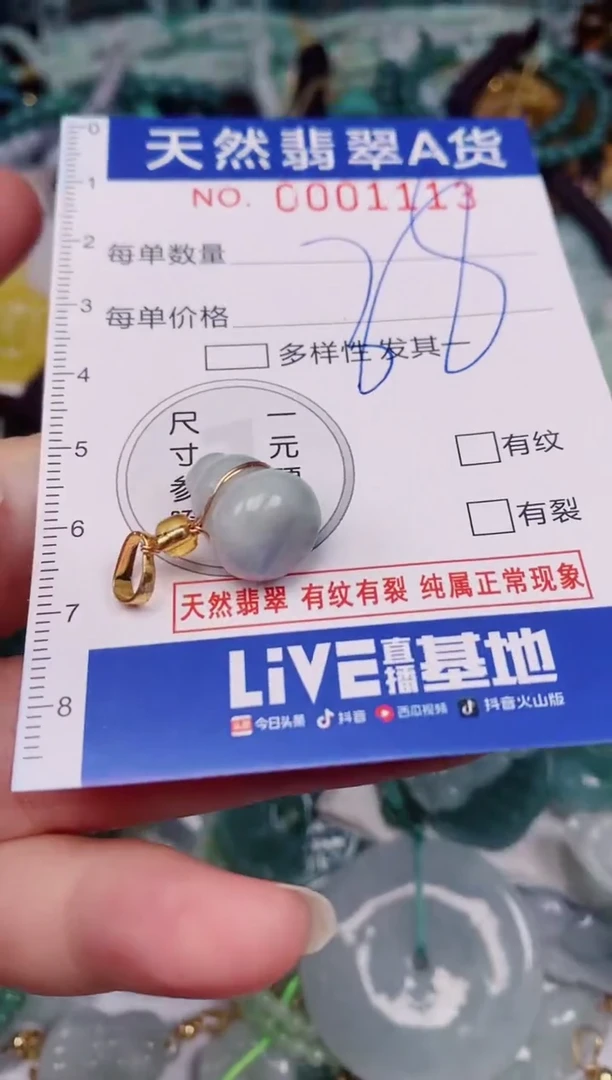 天然翡翠A货
NO. 0001113
每单数量
每单价格
28
多样性 发其一
尺寸参
一元
有纹
有裂
天然翡翠 有纹有裂 纯属正常现象
LiVE直播基地
今日头条 抖音 西瓜视频 抖音火山版
0
1
2
3
4
5
6
7
8